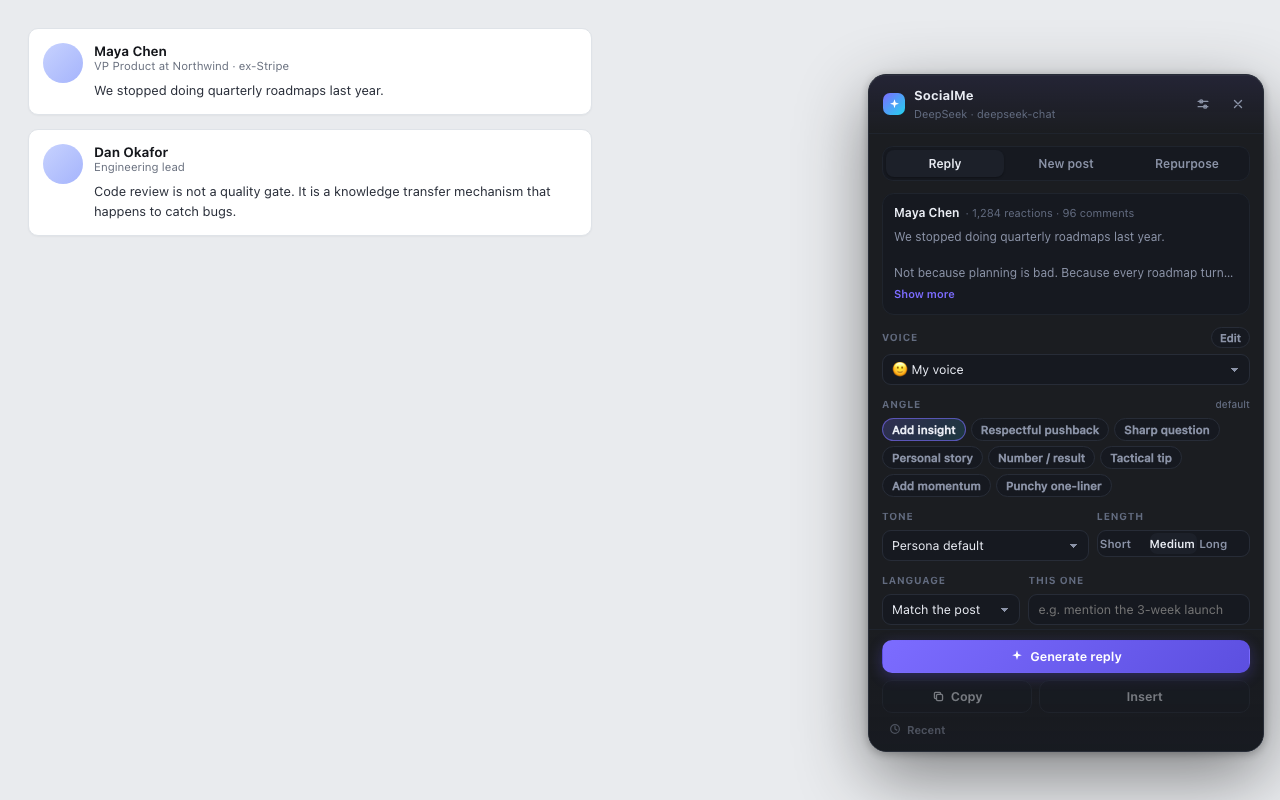 Maya Chen
VP Product at Northwind · ex-Stripe
We stopped doing quarterly roadmaps last year.
Dan Okafor
Engineering lead
Code review is not a quality gate. It is a knowledge transfer mechanism that
happens to catch bugs.
SocialMe
DeepSeek · deepseek-chat
Reply New post Repurpose
Maya Chen · 1,284 reactions · 96 comments
We stopped doing quarterly roadmaps last year.
Not because planning is bad. Because every roadmap turn...
Show more
VOICE Edit
🙂 My voice
ANGLE default
Add insight Respectful pushback Sharp question
Personal story Number / result Tactical tip
Add momentum Punchy one-liner
TONE LENGTH
Persona default Short Medium Long
LANGUAGE THIS ONE
Match the post e.g. mention the 3-week launch
Generate reply
Copy Insert
Recent